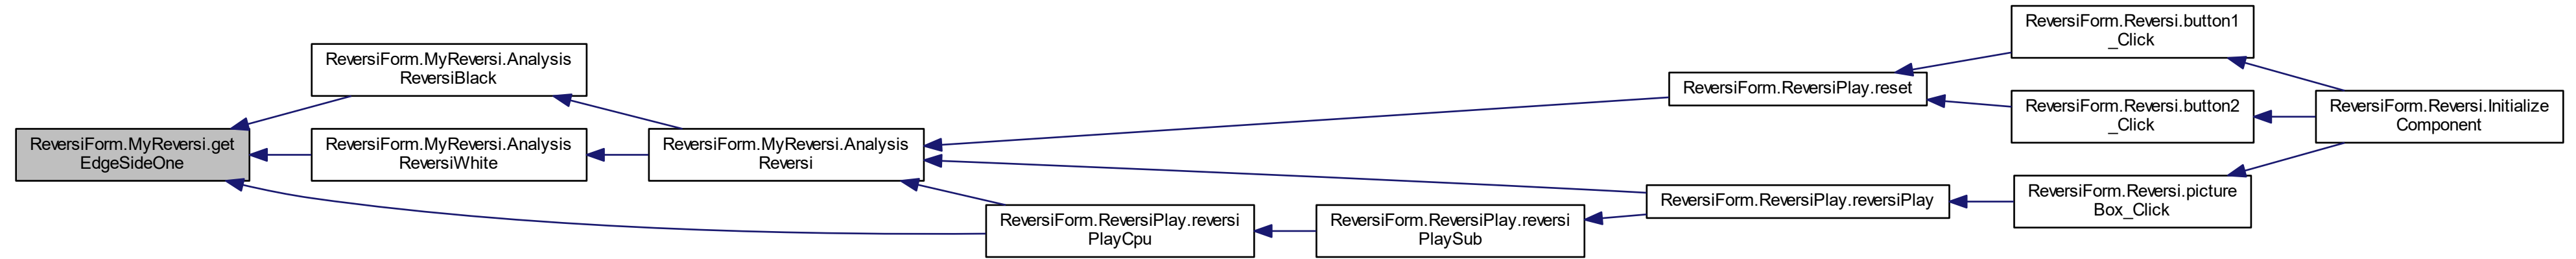 ReversiForm.MyReversi.get
EdgeSideOne
ReversiForm.MyReversi.Analysis
ReversiBlack
ReversiForm.MyReversi.Analysis
ReversiWhite
ReversiForm.MyReversi.Analysis
Reversi
ReversiForm.ReversiPlay.reversi
PlayCpu
ReversiForm.ReversiPlay.reversi
PlaySub
ReversiForm.ReversiPlay.reset
ReversiForm.ReversiPlay.reversiPlay
ReversiForm.Reversi.button1
_Click
ReversiForm.Reversi.button2
_Click
ReversiForm.Reversi.picture
Box_Click
ReversiForm.Reversi.Initialize
Component